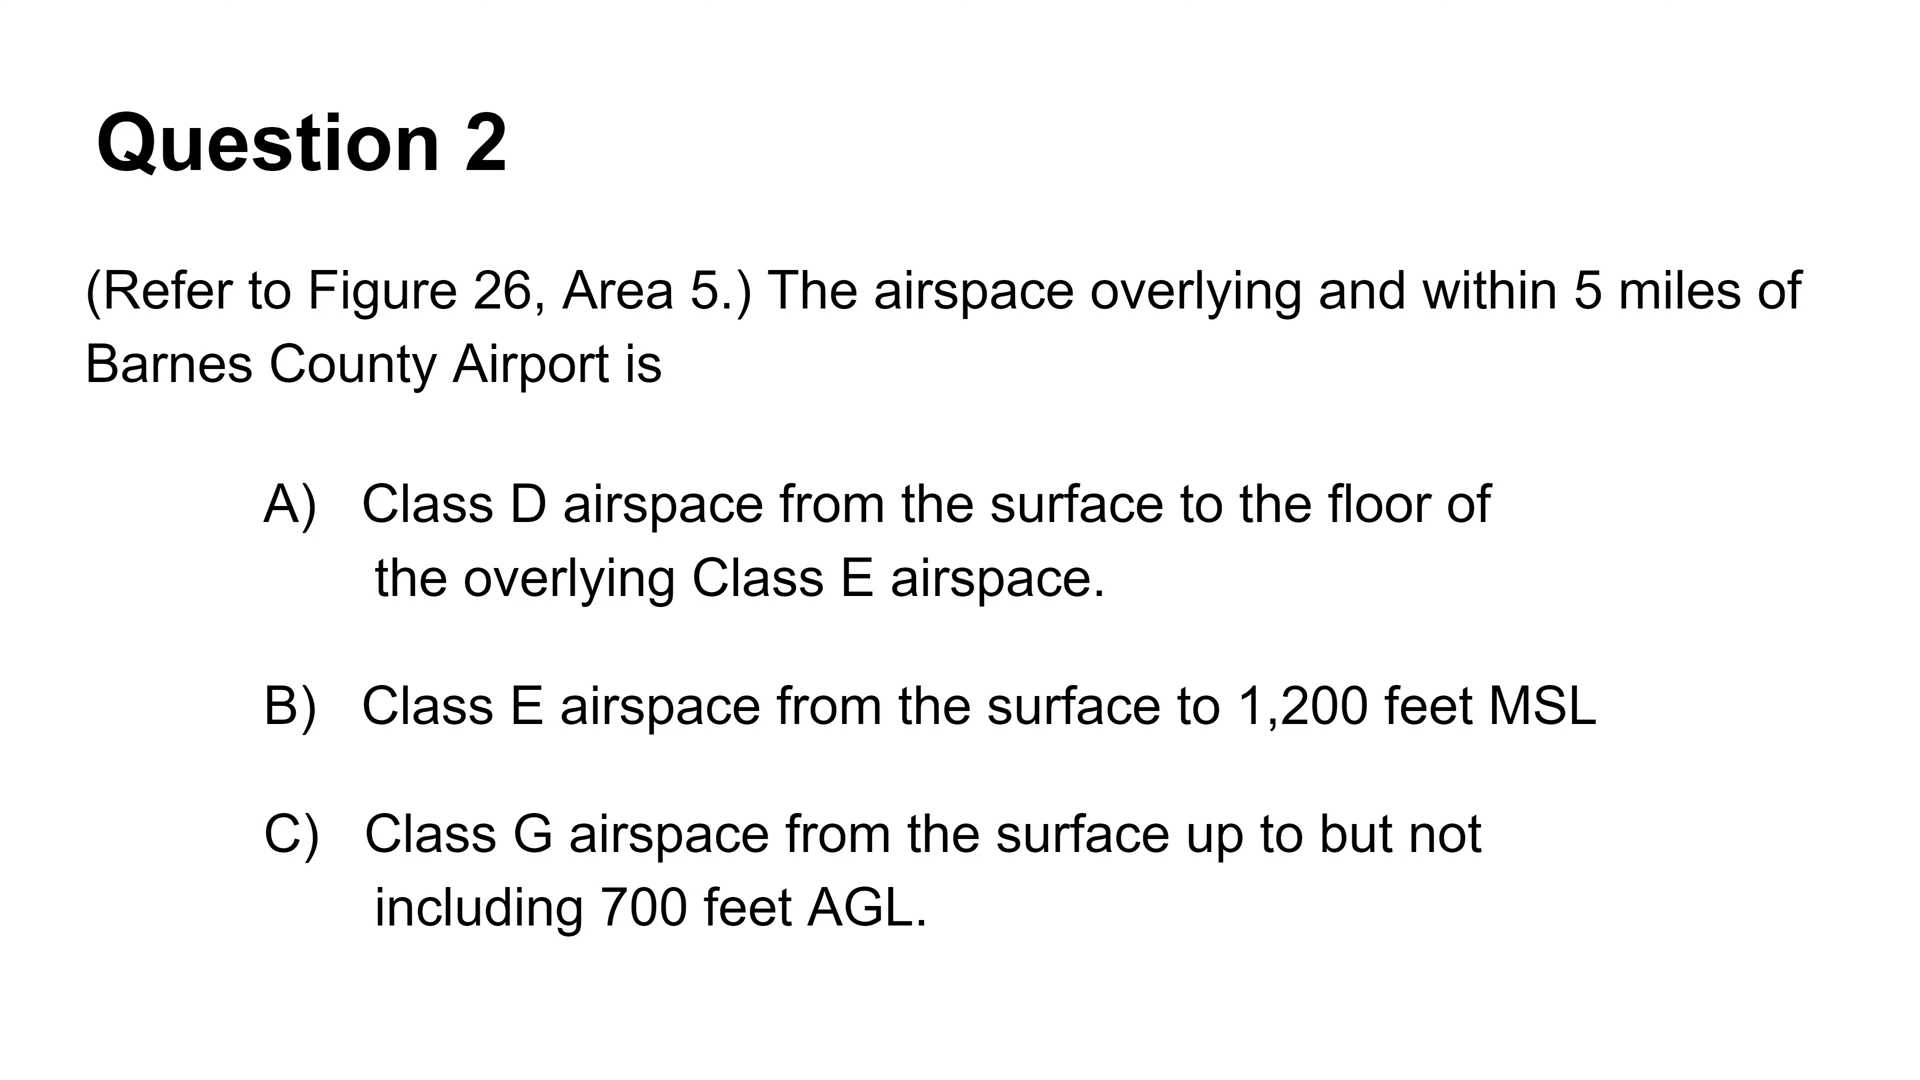 Question 2
(Refer to Figure 26, Area 5.) The airspace overlying and within 5 miles of
Barnes County Airport is
A) Class D airspace from the surface to the floor of
the overlying Class E airspace.
B) Class E airspace from the surface to 1,200 feet MSL
C) Class G airspace from the surface up to but not
including 700 feet AGL.